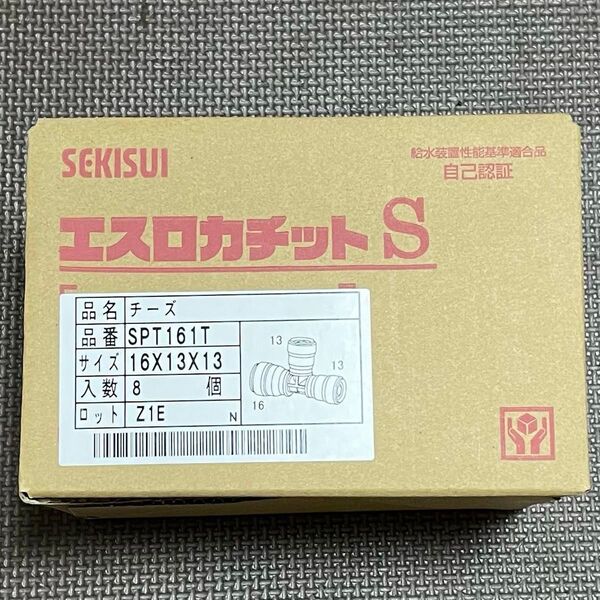 SEKISUI
給水装置性能基準適合品
自己認証
エスロカチットS
品名 チーズ
品番 SPT161T
サイズ 16X13X13
入数 8 個
ロット Z1E N
13
13
16